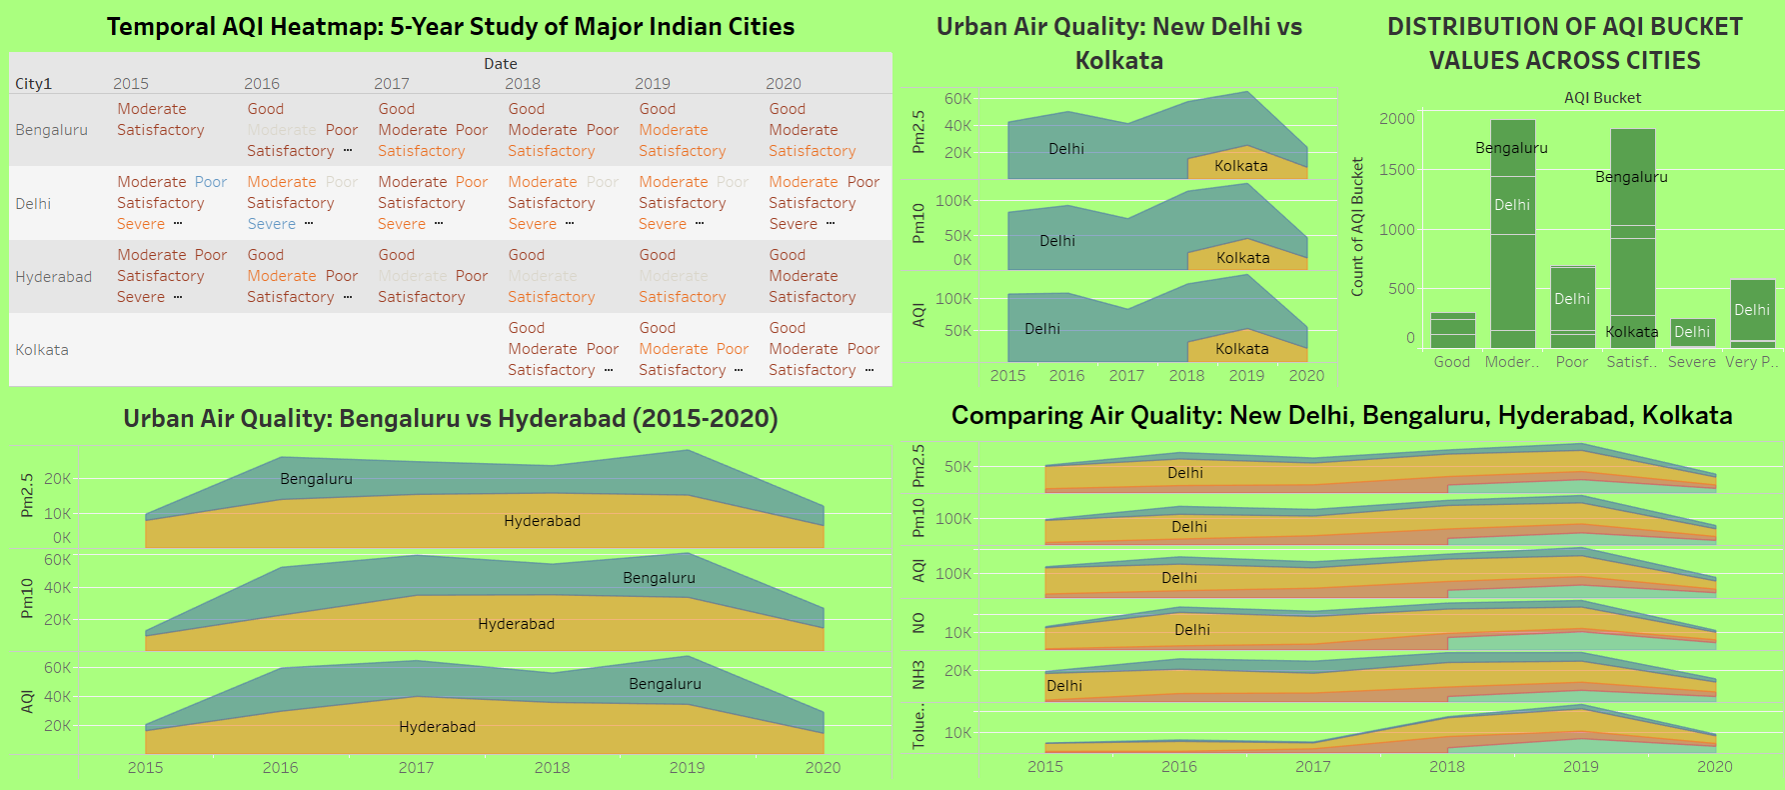 Temporal AQI Heatmap: 5-Year Study of Major Indian Cities
Date
City1 2015 2016 2017 2018 2019 2020
Bengaluru
Moderate
Satisfactory
Good
Moderate Poor
Satisfactory ...
Good
Moderate Poor
Satisfactory
Good
Moderate Poor
Satisfactory
Good
Moderate
Satisfactory
Good
Moderate
Satisfactory
Delhi
Moderate Poor
Satisfactory
Severe ...
Moderate Poor
Satisfactory
Severe ...
Moderate Poor
Satisfactory
Severe ...
Moderate Poor
Satisfactory
Severe ...
Moderate Poor
Satisfactory
Severe ...
Moderate Poor
Satisfactory
Severe ...
Hyderabad
Moderate Poor
Satisfactory
Severe ...
Good
Moderate Poor
Satisfactory ...
Good
Moderate Poor
Satisfactory
Good
Moderate
Satisfactory
Good
Moderate
Satisfactory
Good
Moderate
Satisfactory
Kolkata
Good
Moderate Poor
Satisfactory ...
Good
Moderate Poor
Satisfactory ...
Good
Moderate Poor
Satisfactory ...
Urban Air Quality: New Delhi vs
Kolkata
Pm2.5
60K
40K
20K
Delhi
Kolkata
Pm10
100K
50K
0K
Delhi
Kolkata
AQI
100K
50K
Delhi
Kolkata
2015 2016 2017 2018 2019 2020
DISTRIBUTION OF AQI BUCKET
VALUES ACROSS CITIES
AQI Bucket
Count of AQI Bucket
2000
1500
1000
500
0
Bengaluru
Delhi
Delhi
Bengaluru
Kolkata
Delhi
Delhi
Good Moder.. Poor Satisf.. Severe Very P..
Urban Air Quality: Bengaluru vs Hyderabad (2015-2020)
Pm2.5
20K
10K
0K
Bengaluru
Hyderabad
Pm10
60K
40K
20K
Bengaluru
Hyderabad
AQI
60K
40K
20K
Bengaluru
Hyderabad
2015 2016 2017 2018 2019 2020
Comparing Air Quality: New Delhi, Bengaluru, Hyderabad, Kolkata
Pm2.5
50K
Delhi
Pm10
100K
Delhi
AQI
100K
Delhi
NO
10K
Delhi
NH3
20K
Delhi
Tolue..
10K
2015 2016 2017 2018 2019 2020